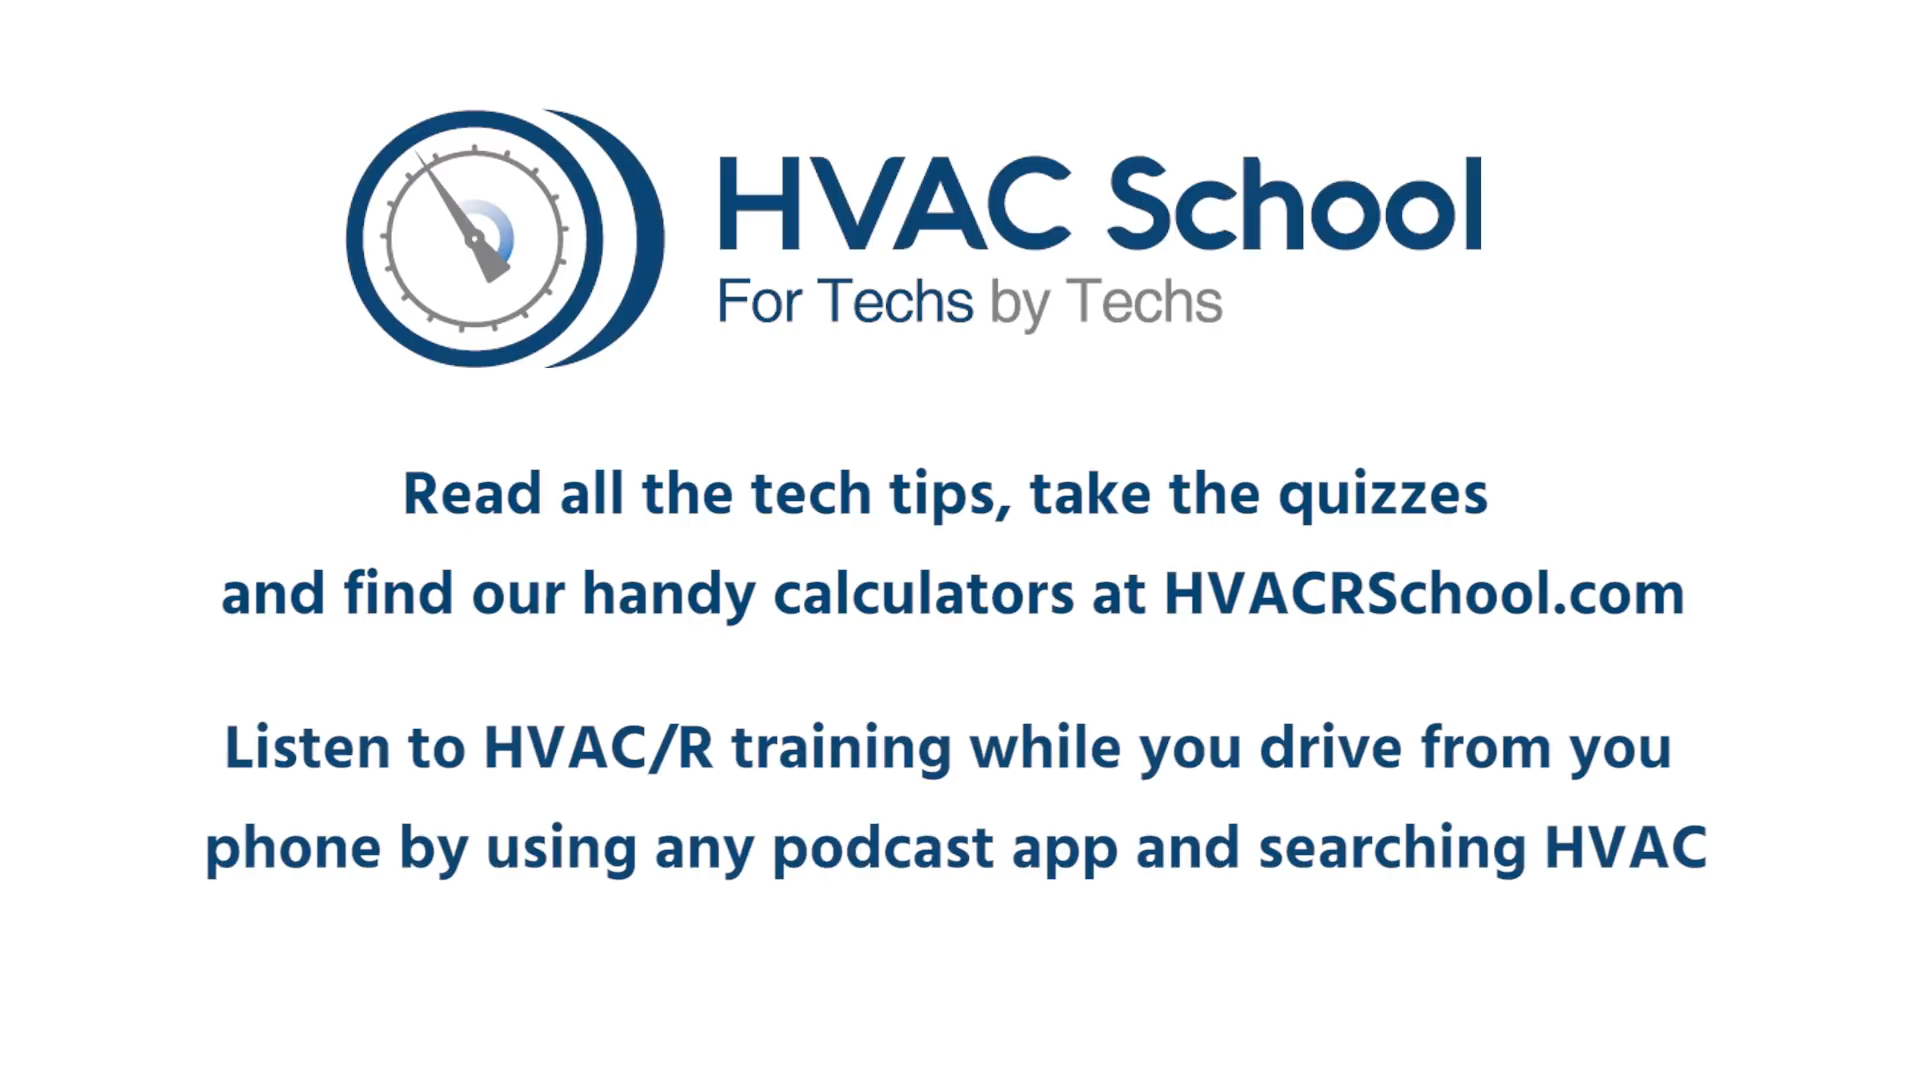 HVAC School
For Techs by Techs
Read all the tech tips, take the quizzes
and find our handy calculators at HVACRSchool.com
Listen to HVAC/R training while you drive from you
phone by using any podcast app and searching HVAC